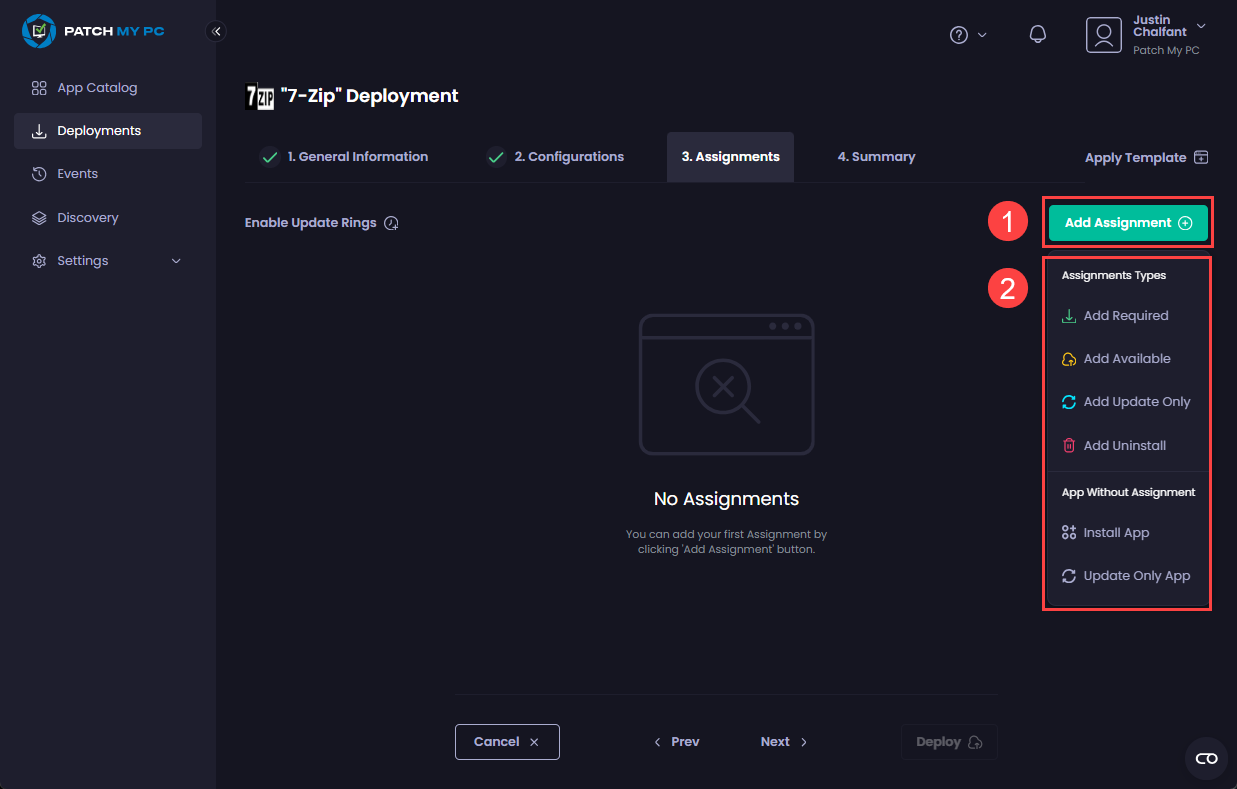 PATCH MY PC
Justin
Chalfant
Patch My PC
App Catalog
Deployments
Events
Discovery
Settings
7 ZIP "7-Zip" Deployment
1. General Information
2. Configurations
3. Assignments
4. Summary
Apply Template
Enable Update Rings
1
Add Assignment
2
Assignments Types
Add Required
Add Available
Add Update Only
Add Uninstall
App Without Assignment
Install App
Update Only App
No Assignments
You can add your first Assignment by
clicking 'Add Assignment' button.
Cancel
Prev
Next
Deploy